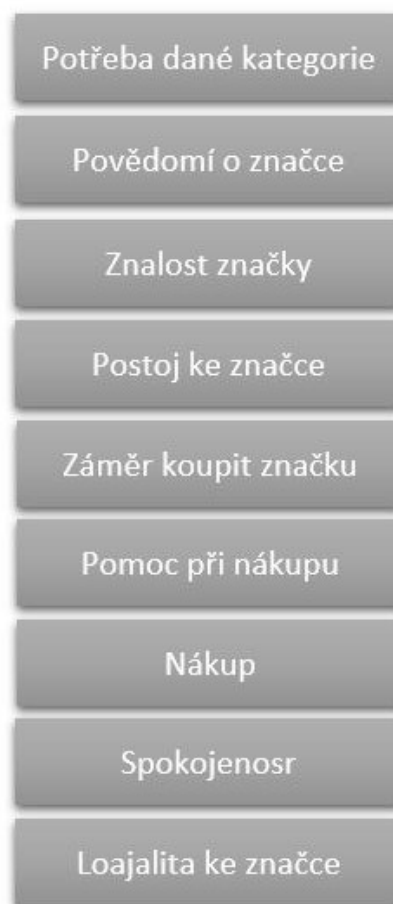 Potřeba dané kategorie
Povědomí o značce
Znalost značky
Postoj ke značce
Záměr koupit značku
Pomoc při nákupu
Nákup
Spokojenosr
Loajalita ke značce